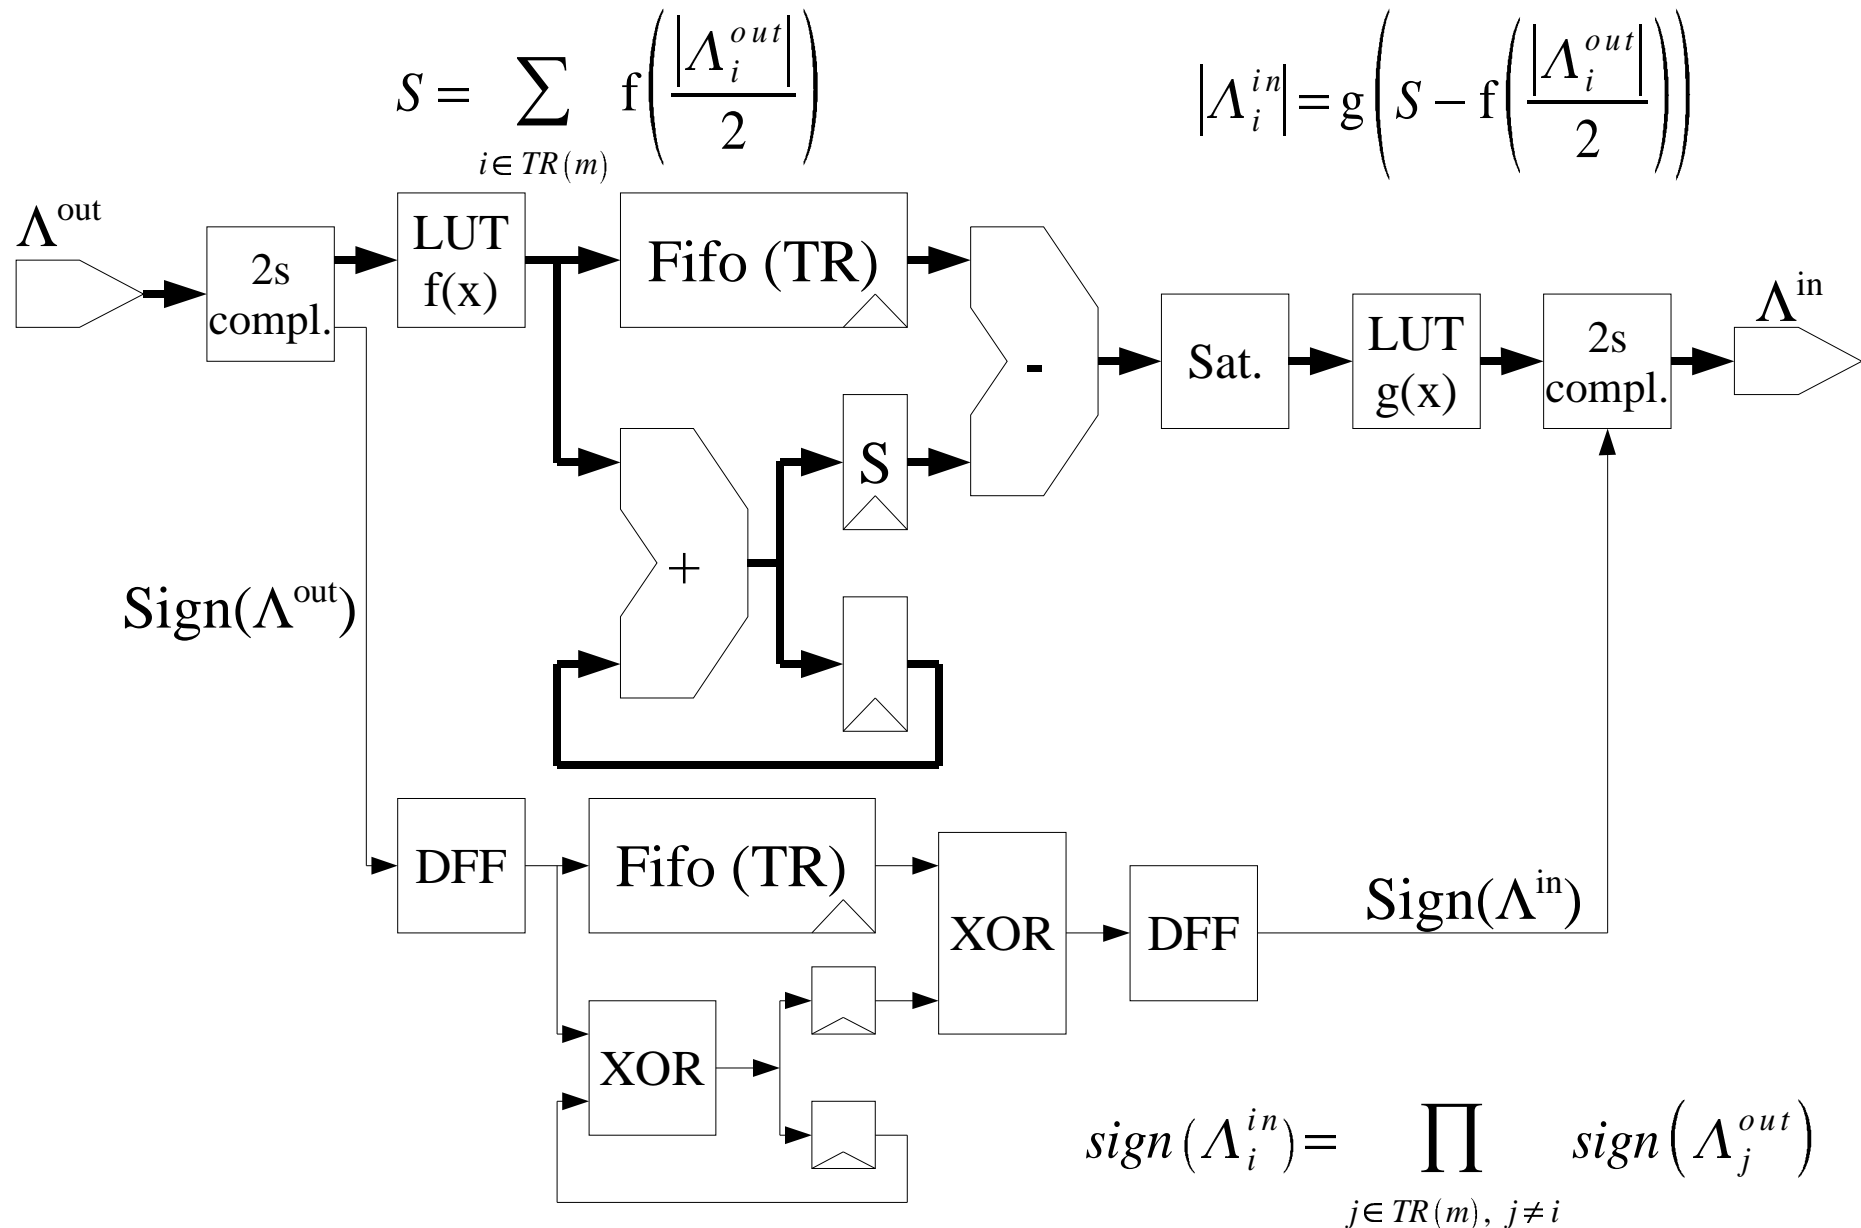 S = ∑_{i∈TR(m)} f(|Λ_i^{out}|/2)
|Λ_i^{in}| = g(S − f(|Λ_i^{out}|/2))
Λ^{out}
2s
compl.
LUT
f(x)
Fifo (TR)
-
Sat.
LUT
g(x)
2s
compl.
Λ^{in}
S
+
Sign(Λ^{out})
DFF
Fifo (TR)
XOR
DFF
Sign(Λ^{in})
XOR
sign(Λ_i^{in}) = ∏_{j∈TR(m), j≠i} sign(Λ_j^{out})